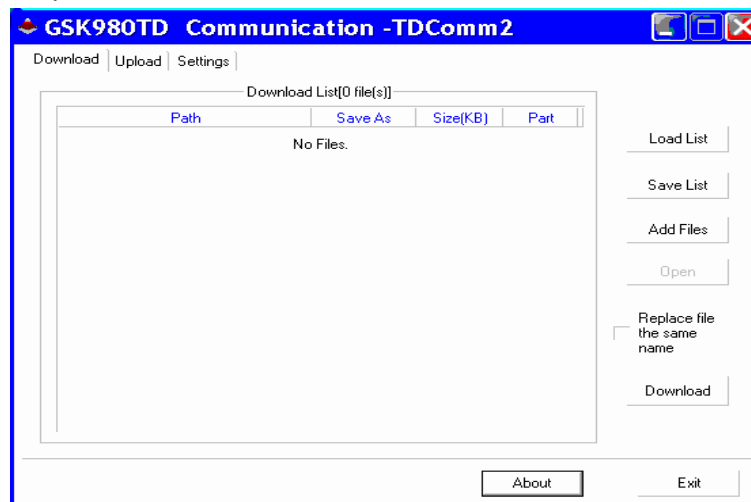 GSK980TD Communication -TDComm2
Download Upload Settings
Download List[0 file(s)]
Path Save As Size(KB) Part
No Files.
Load List
Save List
Add Files
Open
Replace file
the same
name
Download
About Exit